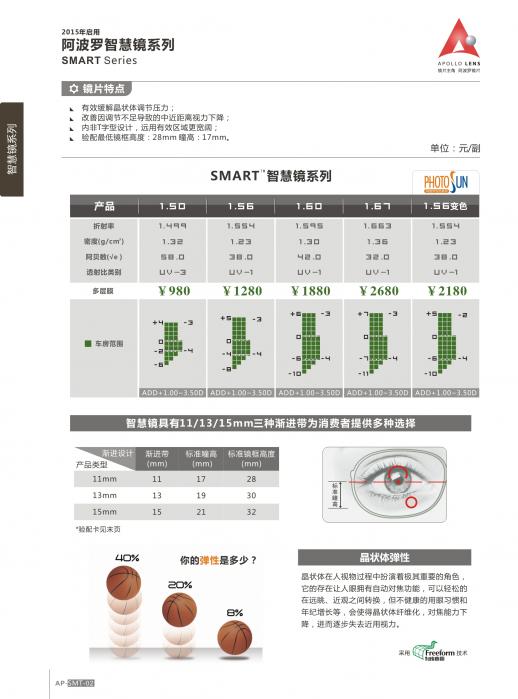 2015年启用
阿波罗智慧镜系列
SMART Series
APOLLO LENS
镜片主角 阿波罗镜片
智慧镜系列
镜片特点
有效缓解晶状体调节压力；
改善因调节不足导致的中近距离视力下降；
内非T字型设计，远用有效区域更宽阔；
验配最低镜框高度：28mm 瞳高：17mm。
单位：元/副
SMART™智慧镜系列
PHOTOSUN
产品 1.50 1.56 1.60 1.67 1.56变色
折射率 1.499 1.554 1.595 1.663 1.554
密度(g/cm³) 1.32 1.23 1.30 1.36 1.23
阿贝数(√e) 58.0 38.0 42.0 32.0 38.0
透射比类别 UV-3 UV-1 UV-1 UV-1 UV-1
多层膜 ￥980 ￥1280 ￥1880 ￥2680 ￥2180
车房范围
+4 -3 0 -2 -4 -6
+5 -3 0 -4 -4 -8
+6 -3 0 -6 -4 -10
+7 -3 0 -7 -4 -11
+5 -2 0 -6 -4 -10
ADD+1.00~3.50D ADD+1.00~3.50D ADD+1.00~3.50D ADD+1.00~3.50D ADD+1.00~3.50D
智慧镜具有11/13/15mm三种渐进带为消费者提供多种选择
渐进设计 产品类型 渐进带(mm) 标准瞳高(mm) 标准镜框高度(mm)
11mm 11 17 28
13mm 13 19 30
15mm 15 21 32
*验配卡见末页
标准瞳高
40%
20%
8%
你的弹性是多少？
晶状体弹性
晶状体在人视物过程中扮演着极其重要的角色，
它的存在让人眼拥有自动对焦功能，可以轻松的
在远眺、近观之间转换，但不健康的用眼习惯和
年纪增长等，会使得晶状体纤维化，对焦能力下
降，进而逐步失去近用视力。
采用 Freeform 技术
AP-SMT-02